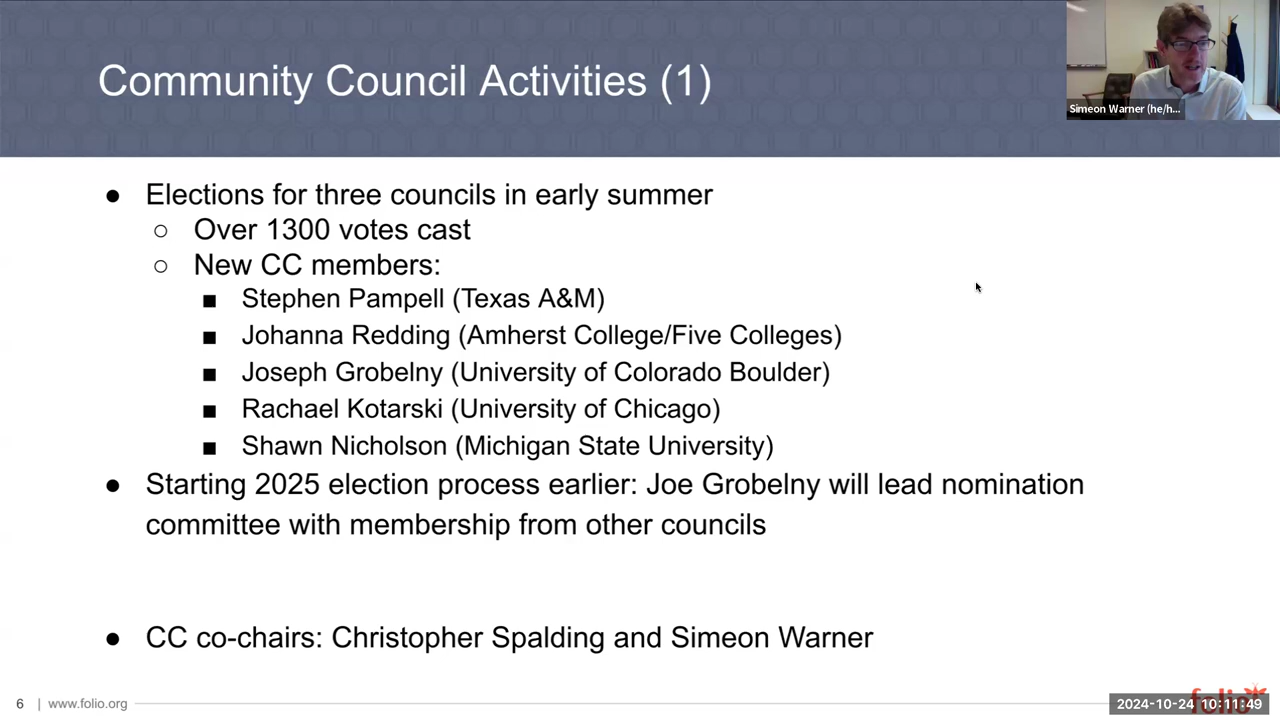 Community Council Activities (1)
Simeon Warner (he/h...
● Elections for three councils in early summer
○ Over 1300 votes cast
○ New CC members:
■ Stephen Pampell (Texas A&M)
■ Johanna Redding (Amherst College/Five Colleges)
■ Joseph Grobelny (University of Colorado Boulder)
■ Rachael Kotarski (University of Chicago)
■ Shawn Nicholson (Michigan State University)
● Starting 2025 election process earlier: Joe Grobelny will lead nomination
committee with membership from other councils
● CC co-chairs: Christopher Spalding and Simeon Warner
6 | www.folio.org
folio
2024-10-24 10:11:49